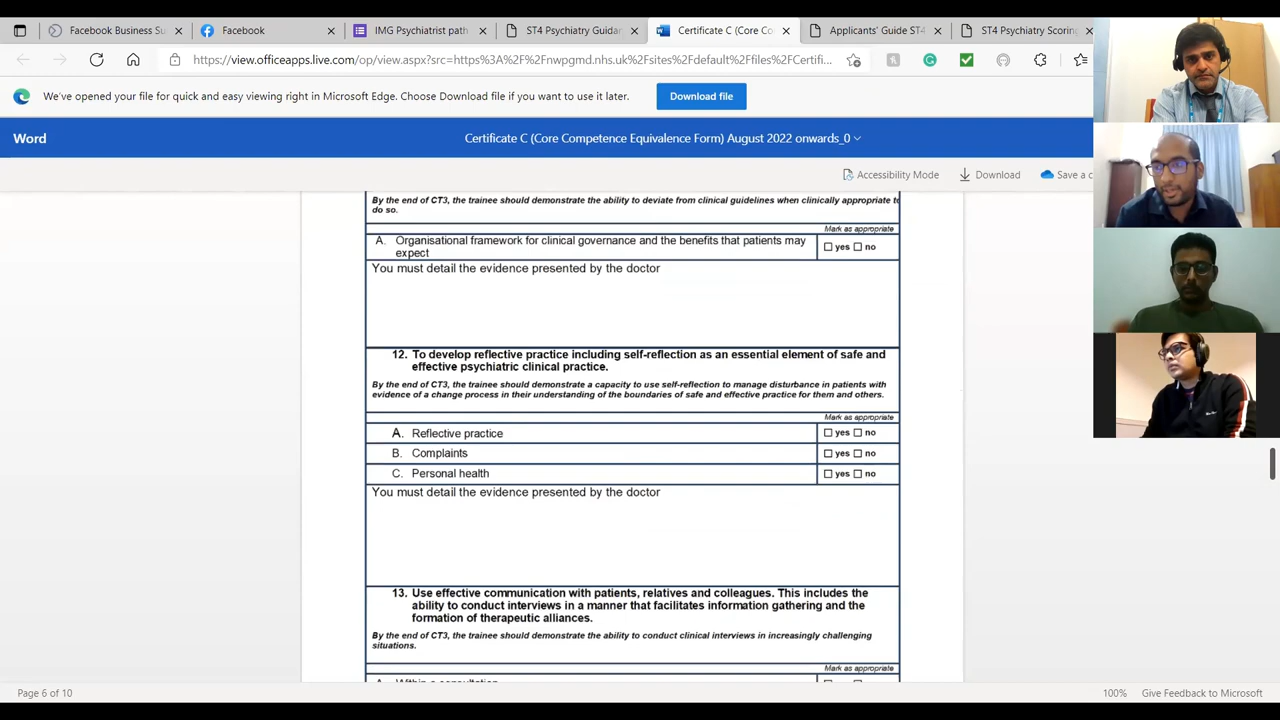 Facebook Business Su
Facebook
IMG Psychiatrist pat
ST4 Psychiatry Guidar
Certificate C (Core Co
Applicants' Guide ST4
ST4 Psychiatry Scoring
https://view.officeapps.live.com/op/view.aspx?src=https%3A%2F%2Fnwpgmd.nhs.uk%2Fsites%2Fdefault%2Ffiles%2FCertifi...
We've opened your file for quick and easy viewing right in Microsoft Edge. Choose Download file if you want to use it later.
Download file
Word
Certificate C (Core Competence Equivalence Form) August 2022 onwards_0
Accessibility Mode
Download
Save a c
By the end of CT3, the trainee should demonstrate the ability to deviate from clinical guidelines when clinically appropriate to
do so.
Mark as appropriate
A. Organisational framework for clinical governance and the benefits that patients may
expect
yes no
You must detail the evidence presented by the doctor
12. To develop reflective practice including self-reflection as an essential element of safe and
effective psychiatric clinical practice.
By the end of CT3, the trainee should demonstrate a capacity to use self-reflection to manage disturbance in patients with
evidence of a change process in their understanding of the boundaries of safe and effective practice for them and others.
Mark as appropriate
A. Reflective practice yes no
B. Complaints yes no
C. Personal health yes no
You must detail the evidence presented by the doctor
13. Use effective communication with patients, relatives and colleagues. This includes the
ability to conduct interviews in a manner that facilitates information gathering and the
formation of therapeutic alliances.
By the end of CT3, the trainee should demonstrate the ability to conduct clinical interviews in increasingly challenging
situations.
Mark as appropriate
A. Within a consultation
Page 6 of 10
100%
Give Feedback to Microsoft